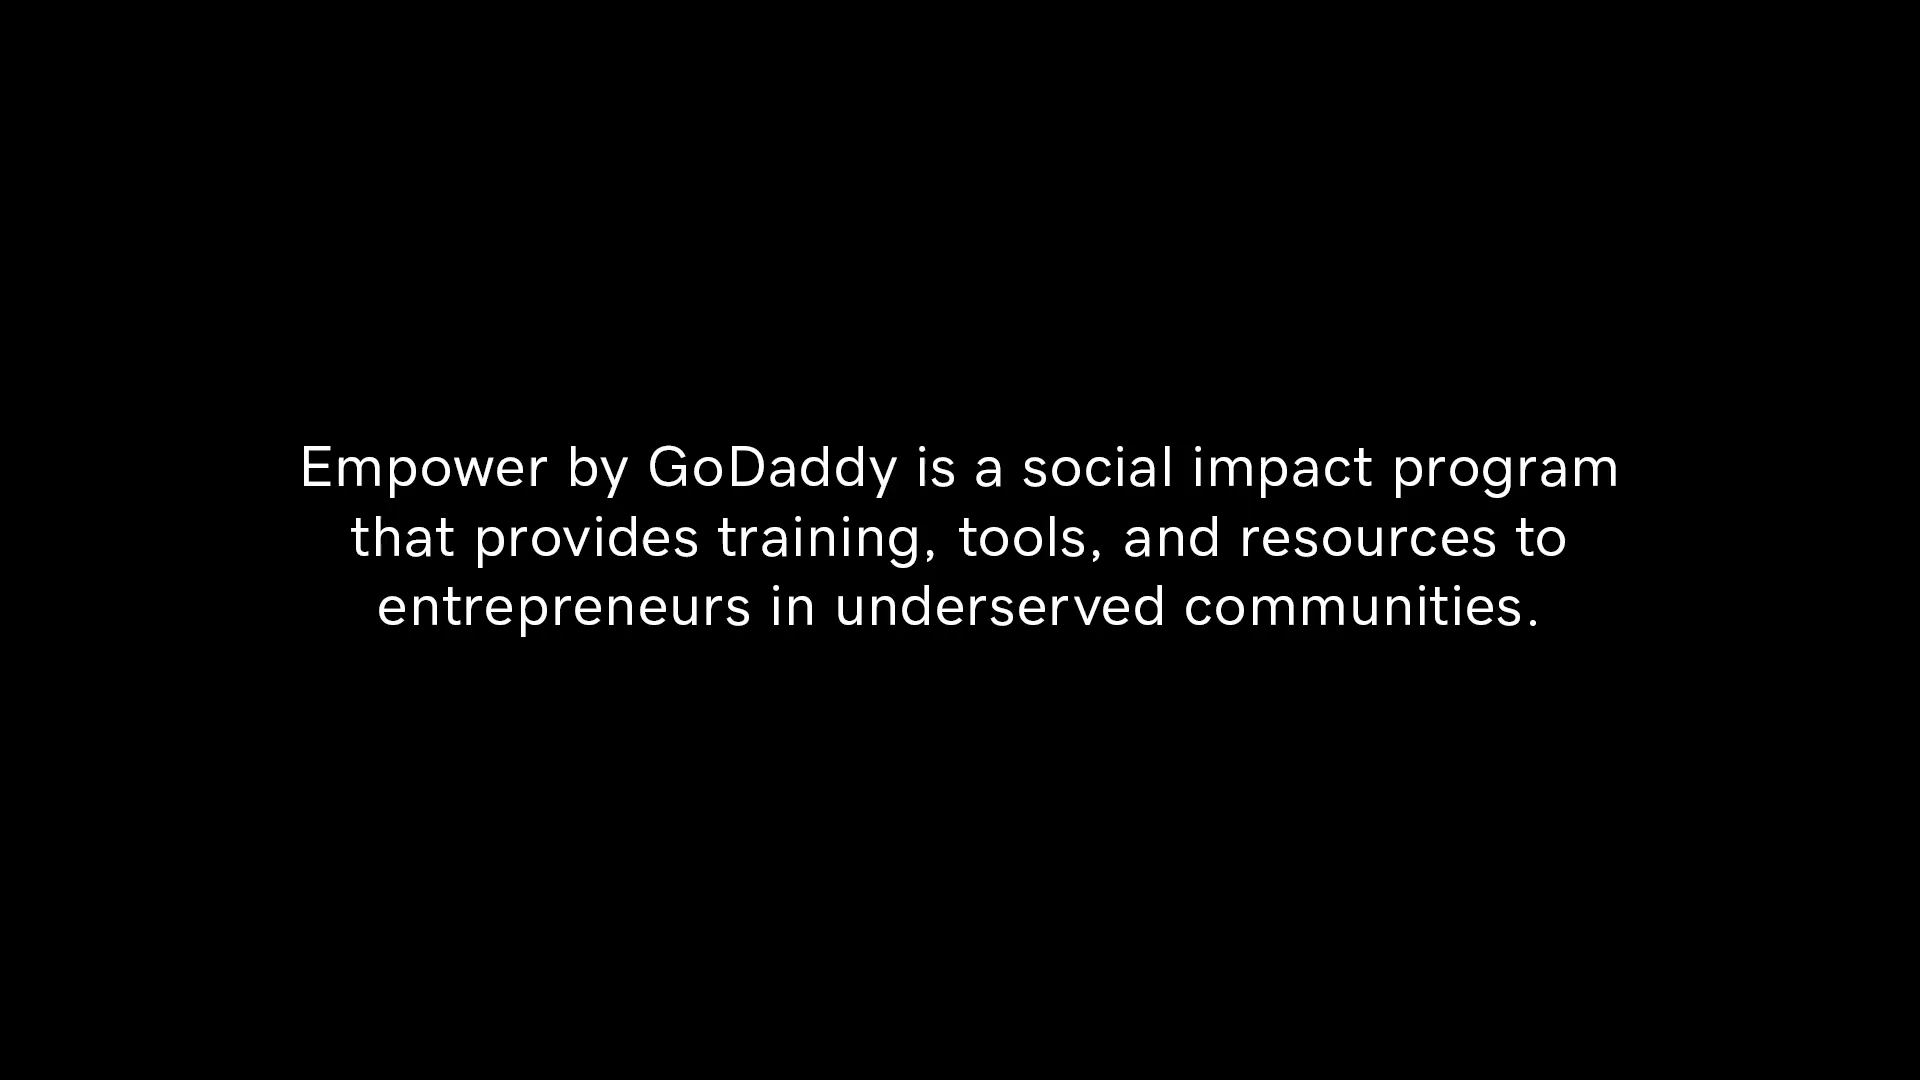 Empower by GoDaddy is a social impact program
that provides training, tools, and resources to
entrepreneurs in underserved communities.